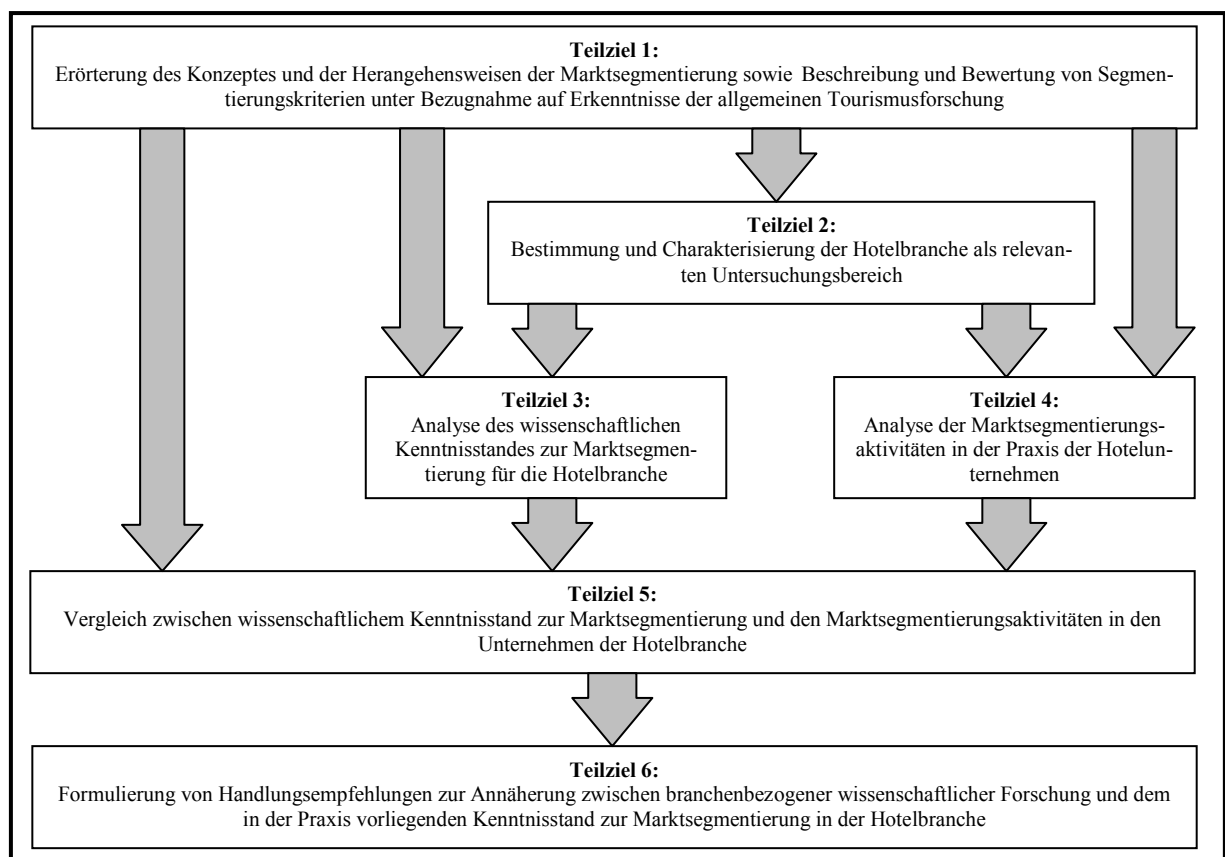 Teilziel 1:
Erörterung des Konzeptes und der Herangehensweisen der Marktsegmentierung sowie Beschreibung und Bewertung von Segmen-
tierungskriterien unter Bezugnahme auf Erkenntnisse der allgemeinen Tourismusforschung
Teilziel 2:
Bestimmung und Charakterisierung der Hotelbranche als relevan-
ten Untersuchungsbereich
Teilziel 3:
Analyse des wissenschaftlichen
Kenntnisstandes zur Marktsegmen-
tierung für die Hotelbranche
Teilziel 4:
Analyse der Marktsegmentierungs-
aktivitäten in der Praxis der Hotelun-
ternehmen
Teilziel 5:
Vergleich zwischen wissenschaftlichem Kenntnisstand zur Marktsegmentierung und den Marktsegmentierungsaktivitäten in den
Unternehmen der Hotelbranche
Teilziel 6:
Formulierung von Handlungsempfehlungen zur Annäherung zwischen branchenbezogener wissenschaftlicher Forschung und dem
in der Praxis vorliegenden Kenntnisstand zur Marktsegmentierung in der Hotelbranche